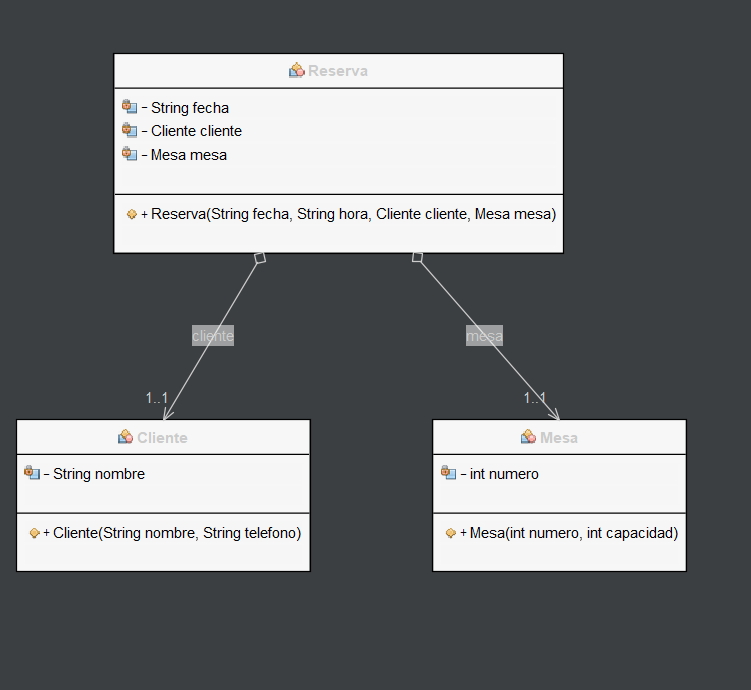 Reserva
- String fecha
- Cliente cliente
- Mesa mesa
+ Reserva(String fecha, String hora, Cliente cliente, Mesa mesa)
cliente
mesa
1..1
1..1
Cliente
- String nombre
+ Cliente(String nombre, String telefono)
Mesa
- int numero
+ Mesa(int numero, int capacidad)